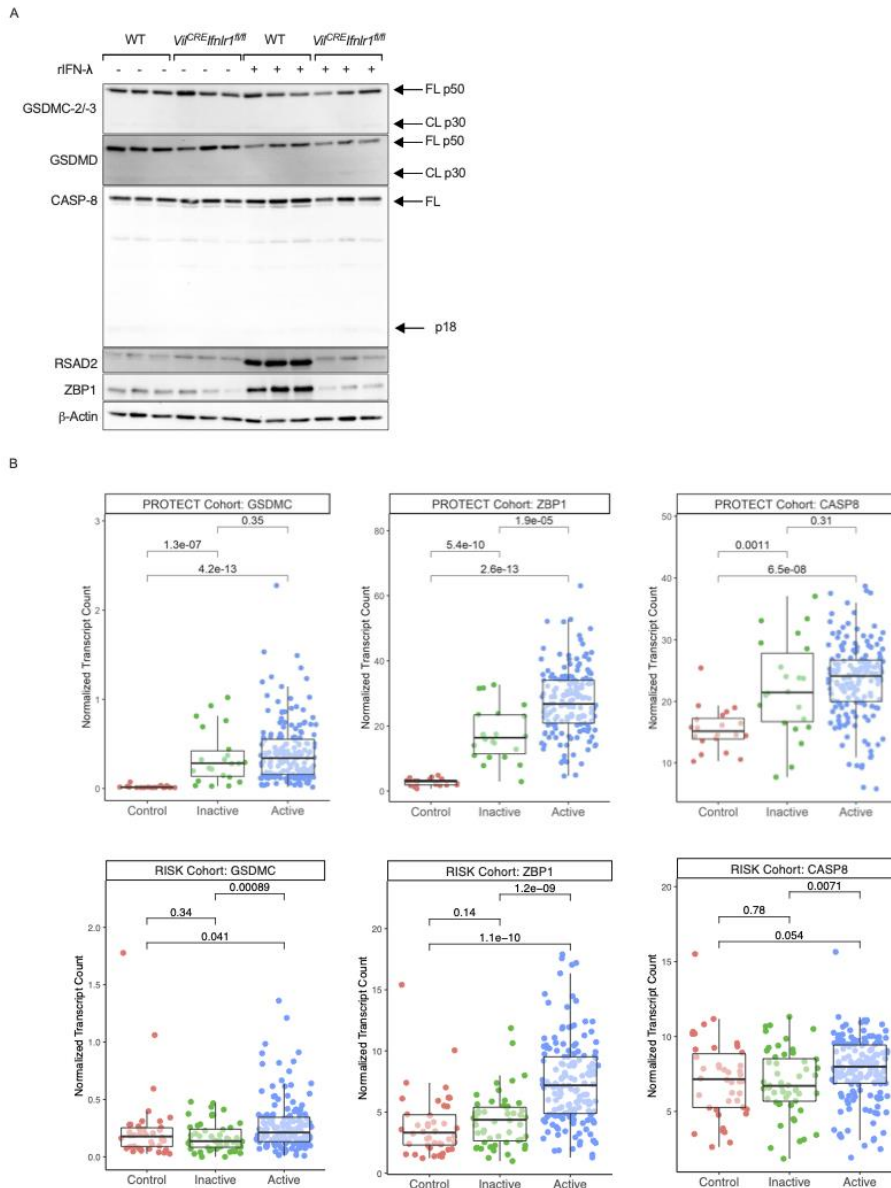 A
WT VilCREIfnlr1fl/fl WT VilCREIfnlr1fl/fl
rIFN-λ - - - - - - + + + + + +
GSDMC-2/-3
FL p50
CL p30
GSDMD
FL p50
CL p30
CASP-8
FL
p18
RSAD2
ZBP1
β-Actin
B
PROTECT Cohort: GSDMC
0.35
1.3e-07
4.2e-13
Normalized Transcript Count
3
2
1
0
Control Inactive Active
PROTECT Cohort: ZBP1
1.9e-05
5.4e-10
2.6e-13
Normalized Transcript Count
80
60
40
20
0
Control Inactive Active
PROTECT Cohort: CASP8
0.31
0.0011
6.5e-08
Normalized Transcript Count
50
40
30
20
10
Control Inactive Active
RISK Cohort: GSDMC
0.00089
0.34
0.041
Normalized Transcript Count
2.0
1.5
1.0
0.5
0.0
Control Inactive Active
RISK Cohort: ZBP1
1.2e-09
0.14
1.1e-10
Normalized Transcript Count
20
15
10
5
0
Control Inactive Active
RISK Cohort: CASP8
0.0071
0.78
0.054
Normalized Transcript Count
20
15
10
5
Control Inactive Active